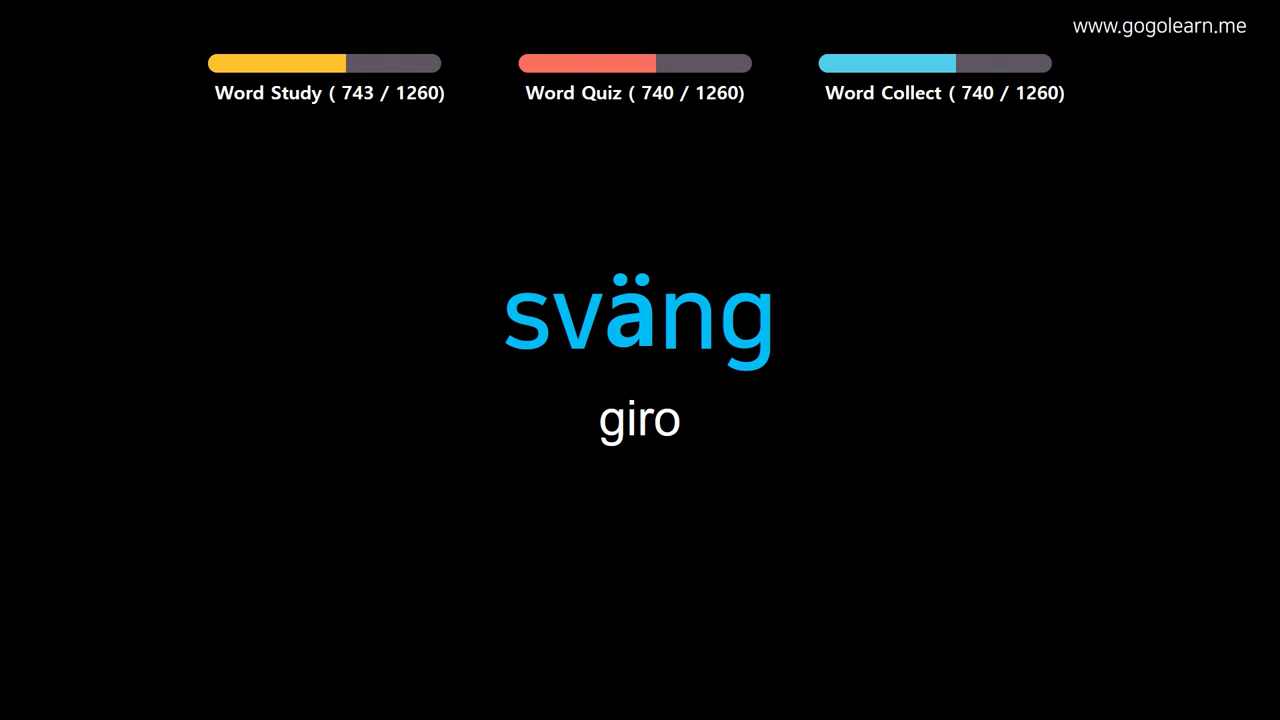 www.gogolearn.me
Word Study ( 743 / 1260)
Word Quiz ( 740 / 1260)
Word Collect ( 740 / 1260)
sväng
giro